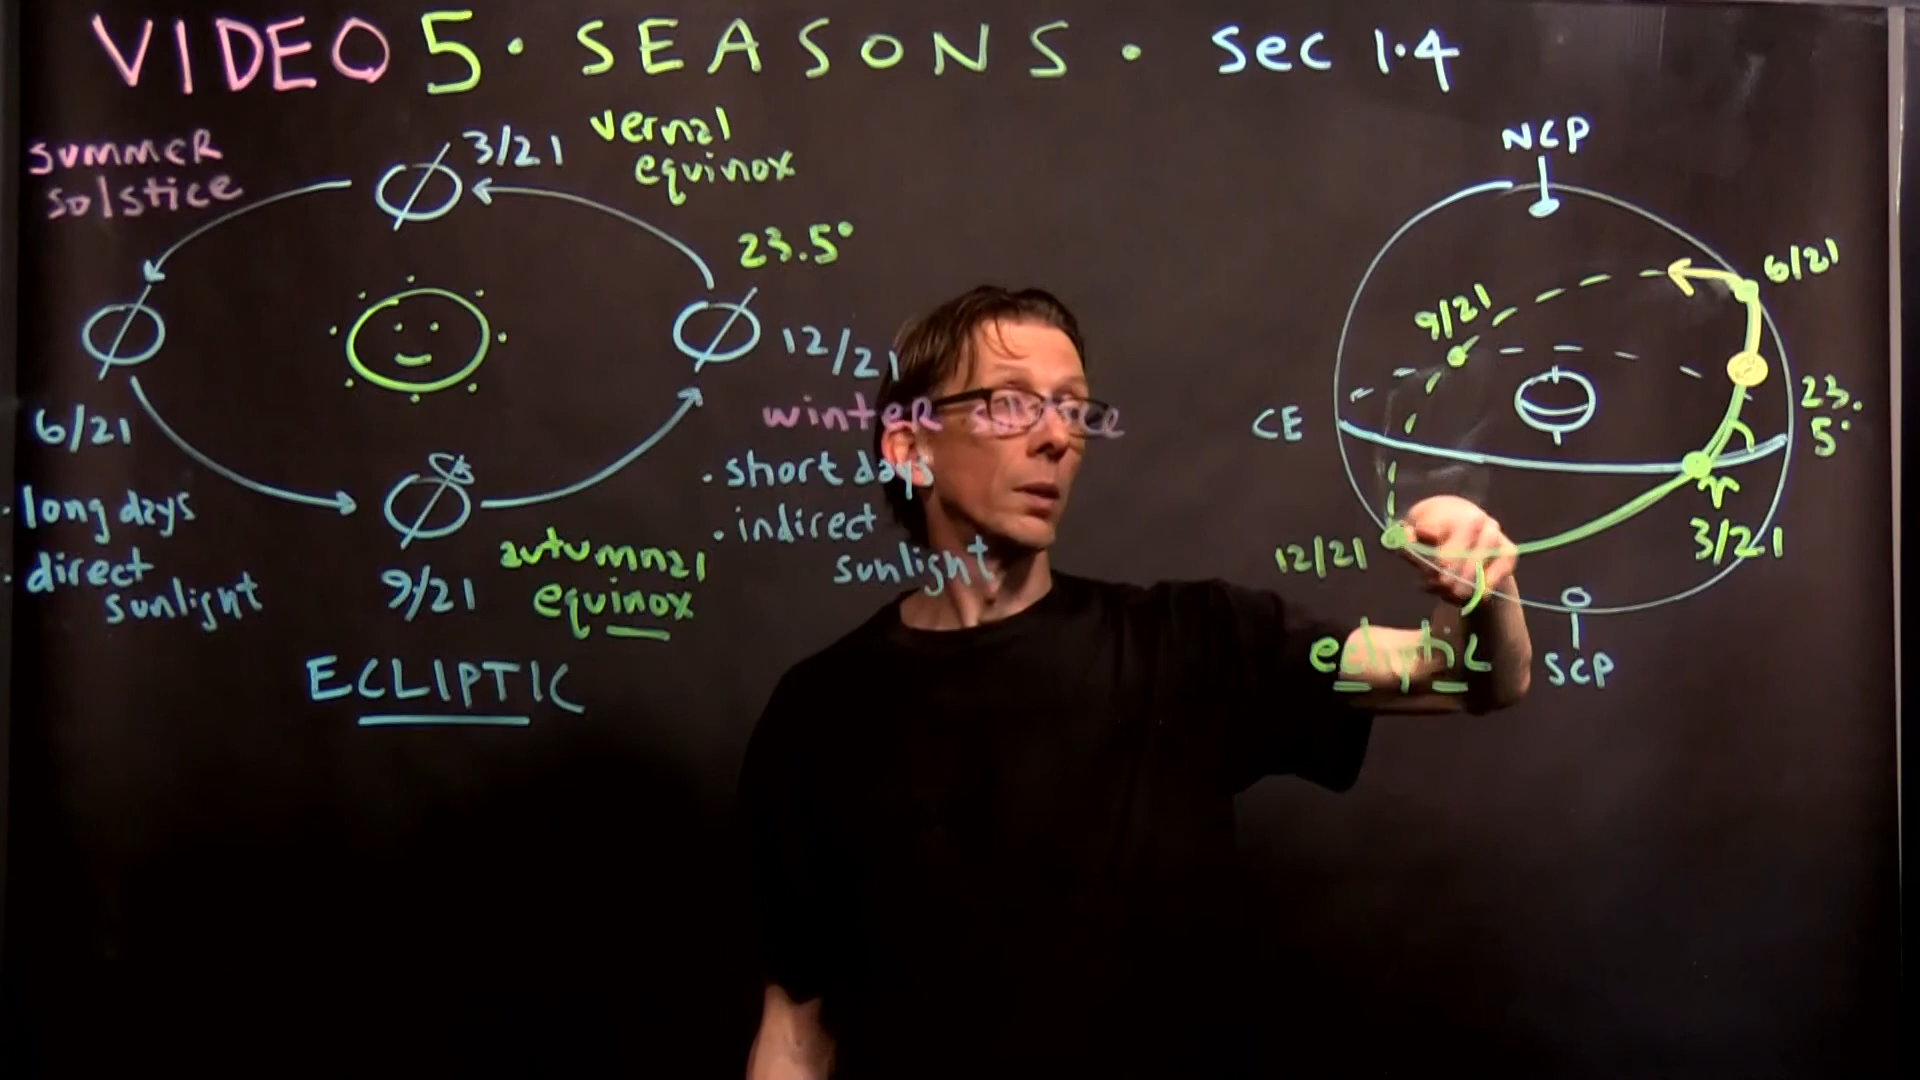 VIDEO 5 · SEASONS · Sec 1.4
summer
solstice
3/21
vernal
equinox
23.5°
12/21
winter solstice
· short days
· indirect
sunlight
6/21
· long days
· direct
sunlight
9/21
autumnal
equinox
ECLIPTIC
NCP
6/21
9/21
CE
23.
5°
♈
3/21
12/21
ecliptic
SCP